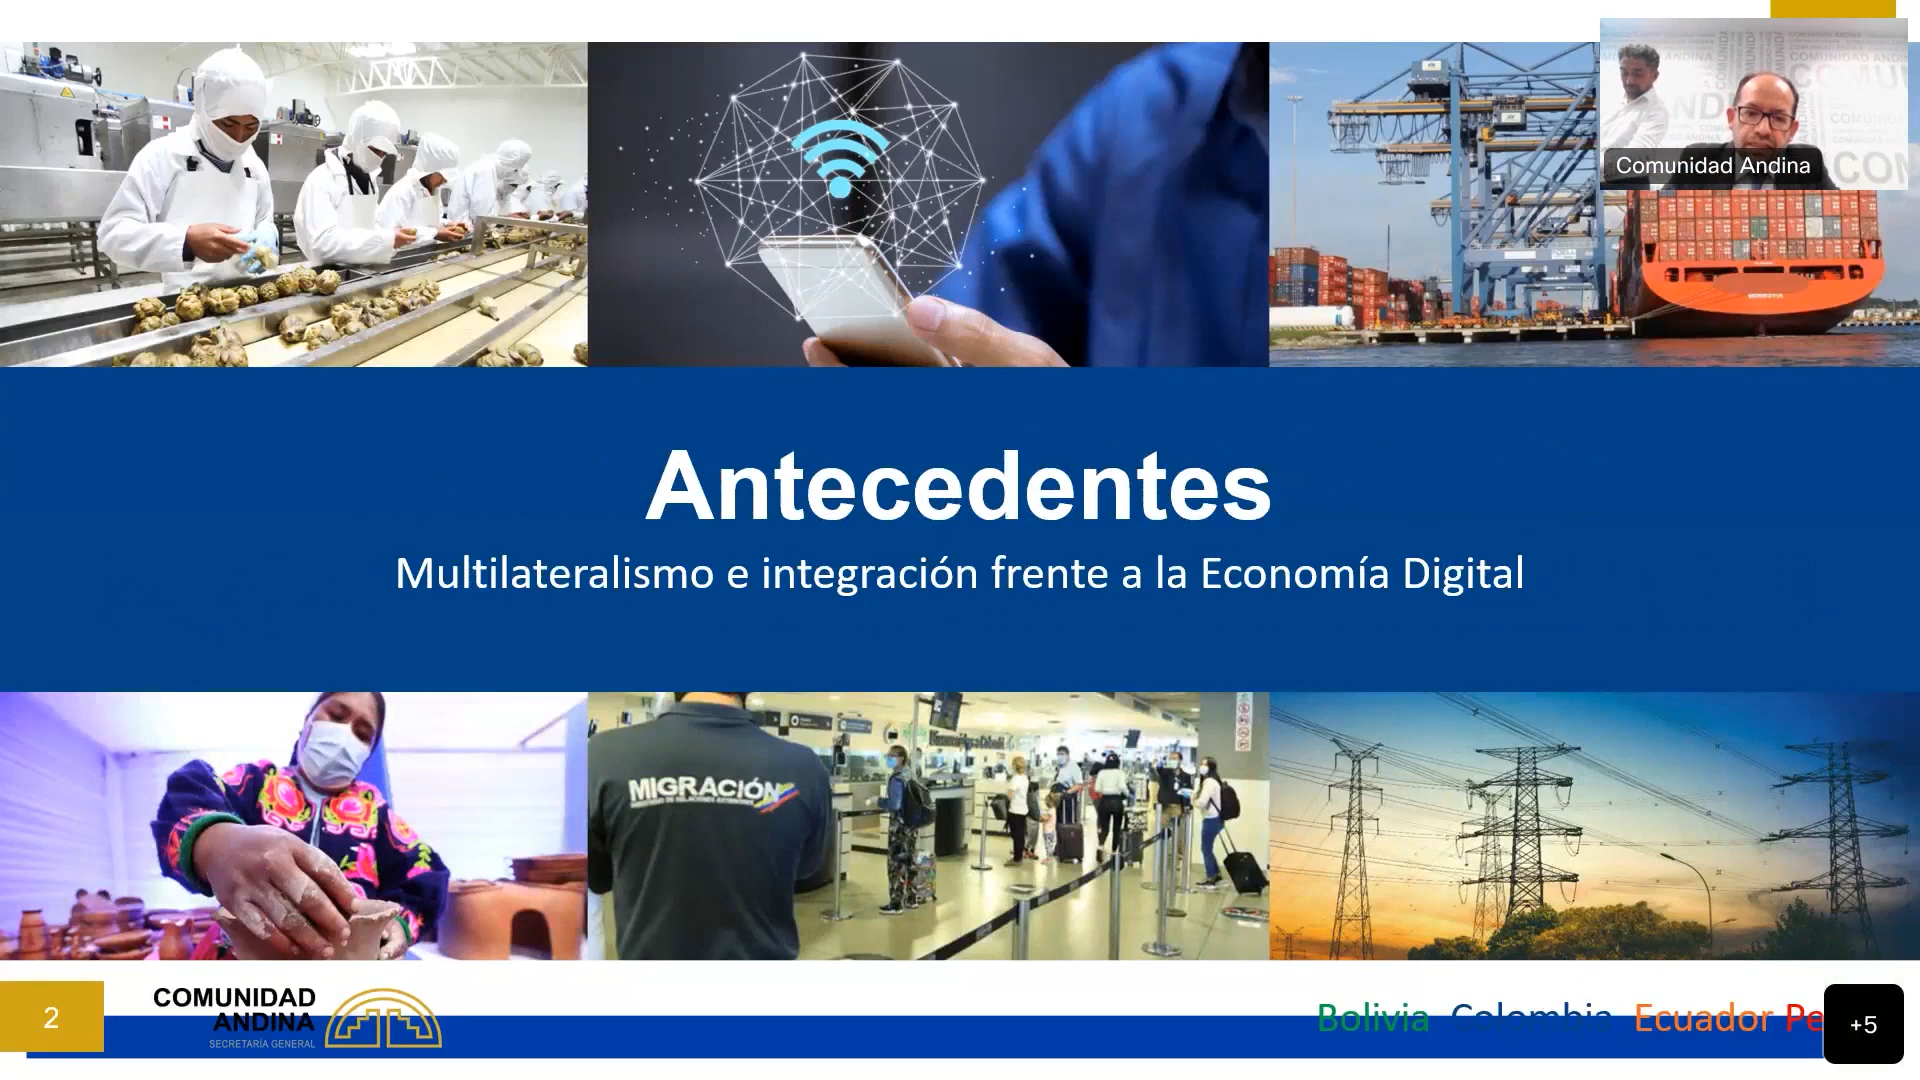 Comunidad Andina
Antecedentes
Multilateralismo e integración frente a la Economía Digital
MIGRACIÓN
2
COMUNIDAD
ANDINA
SECRETARÍA GENERAL
Bolivia Colombia Ecuador Pe
+5